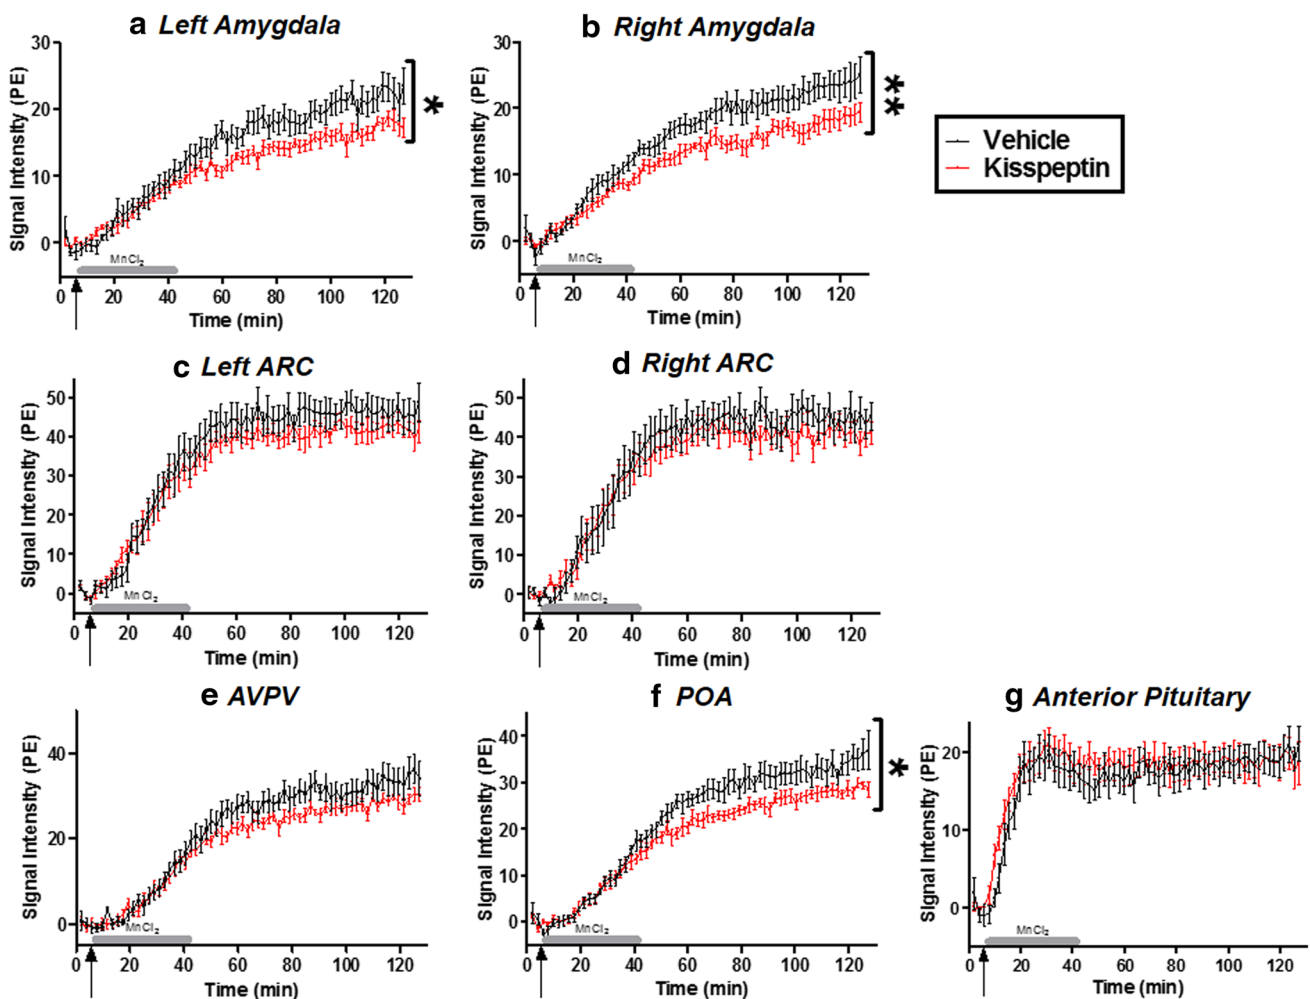 a Left Amygdala
b Right Amygdala
Signal Intensity (PE)
30
20
10
0
MnCl2
0 20 40 60 80 100 120
Time (min)
*
Signal Intensity (PE)
30
20
10
0
MnCl2
0 20 40 60 80 100 120
Time (min)
**
Vehicle
Kisspeptin
c Left ARC
d Right ARC
Signal Intensity (PE)
50
40
30
20
10
0
MnCl2
0 20 40 60 80 100 120
Time (min)
Signal Intensity (PE)
50
40
30
20
10
0
MnCl2
0 20 40 60 80 100 120
Time (min)
e AVPV
f POA
g Anterior Pituitary
Signal Intensity (PE)
40
20
0
MnCl2
0 20 40 60 80 100 120
Time (min)
Signal Intensity (PE)
40
30
20
10
0
MnCl2
0 20 40 60 80 100 120
Time (min)
*
Signal Intensity (PE)
20
10
0
MnCl2
0 20 40 60 80 100 120
Time (min)